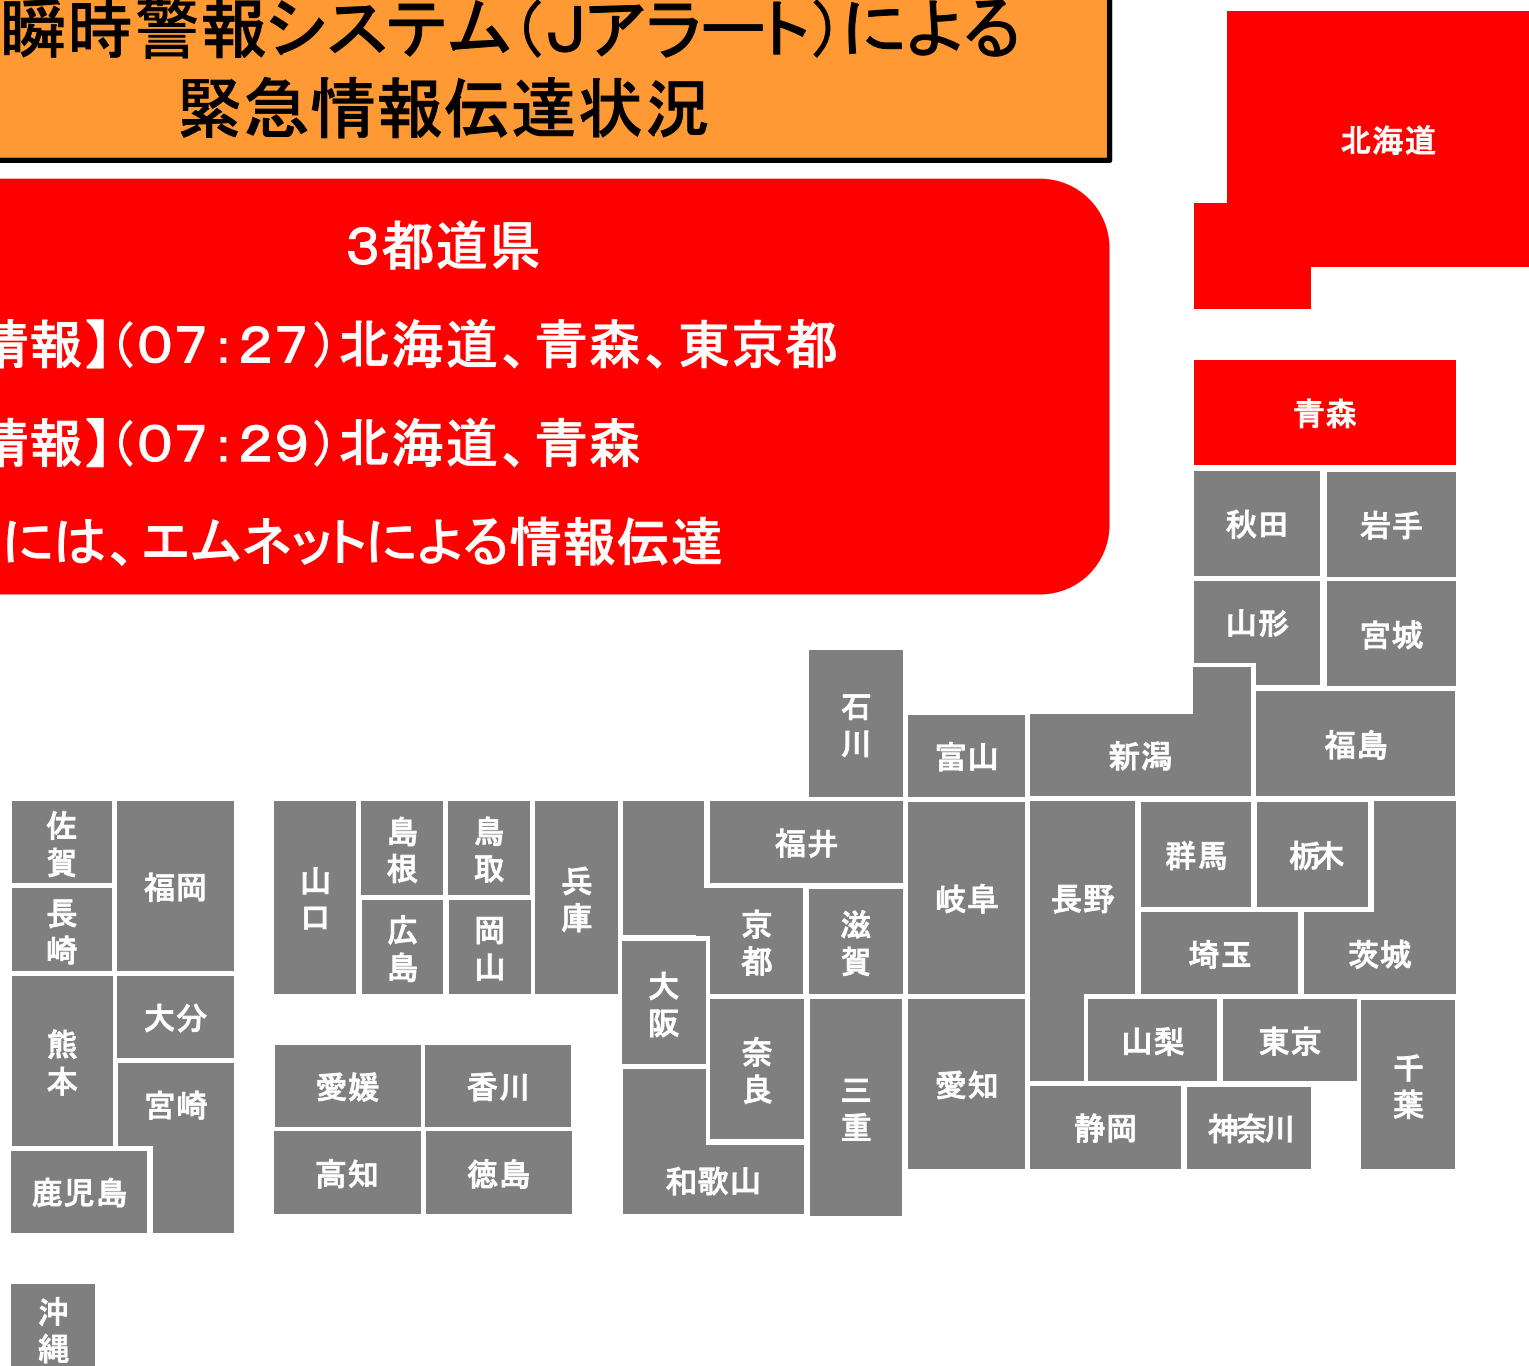 瞬時警報システム（Jアラート）による
緊急情報伝達状況
北海道
3都道県
情報】（07：27）北海道、青森、東京都
情報】（07：29）北海道、青森
には、エムネットによる情報伝達
青森
秋田
岩手
山形
宮城
石川
富山
新潟
福島
佐賀
福岡
山口
島根
鳥取
兵庫
福井
岐阜
長野
群馬
栃木
長崎
広島
岡山
京都
滋賀
埼玉
茨城
大阪
熊本
大分
奈良
三重
愛知
山梨
東京
千葉
宮崎
愛媛
香川
静岡
神奈川
鹿児島
高知
徳島
和歌山
沖縄